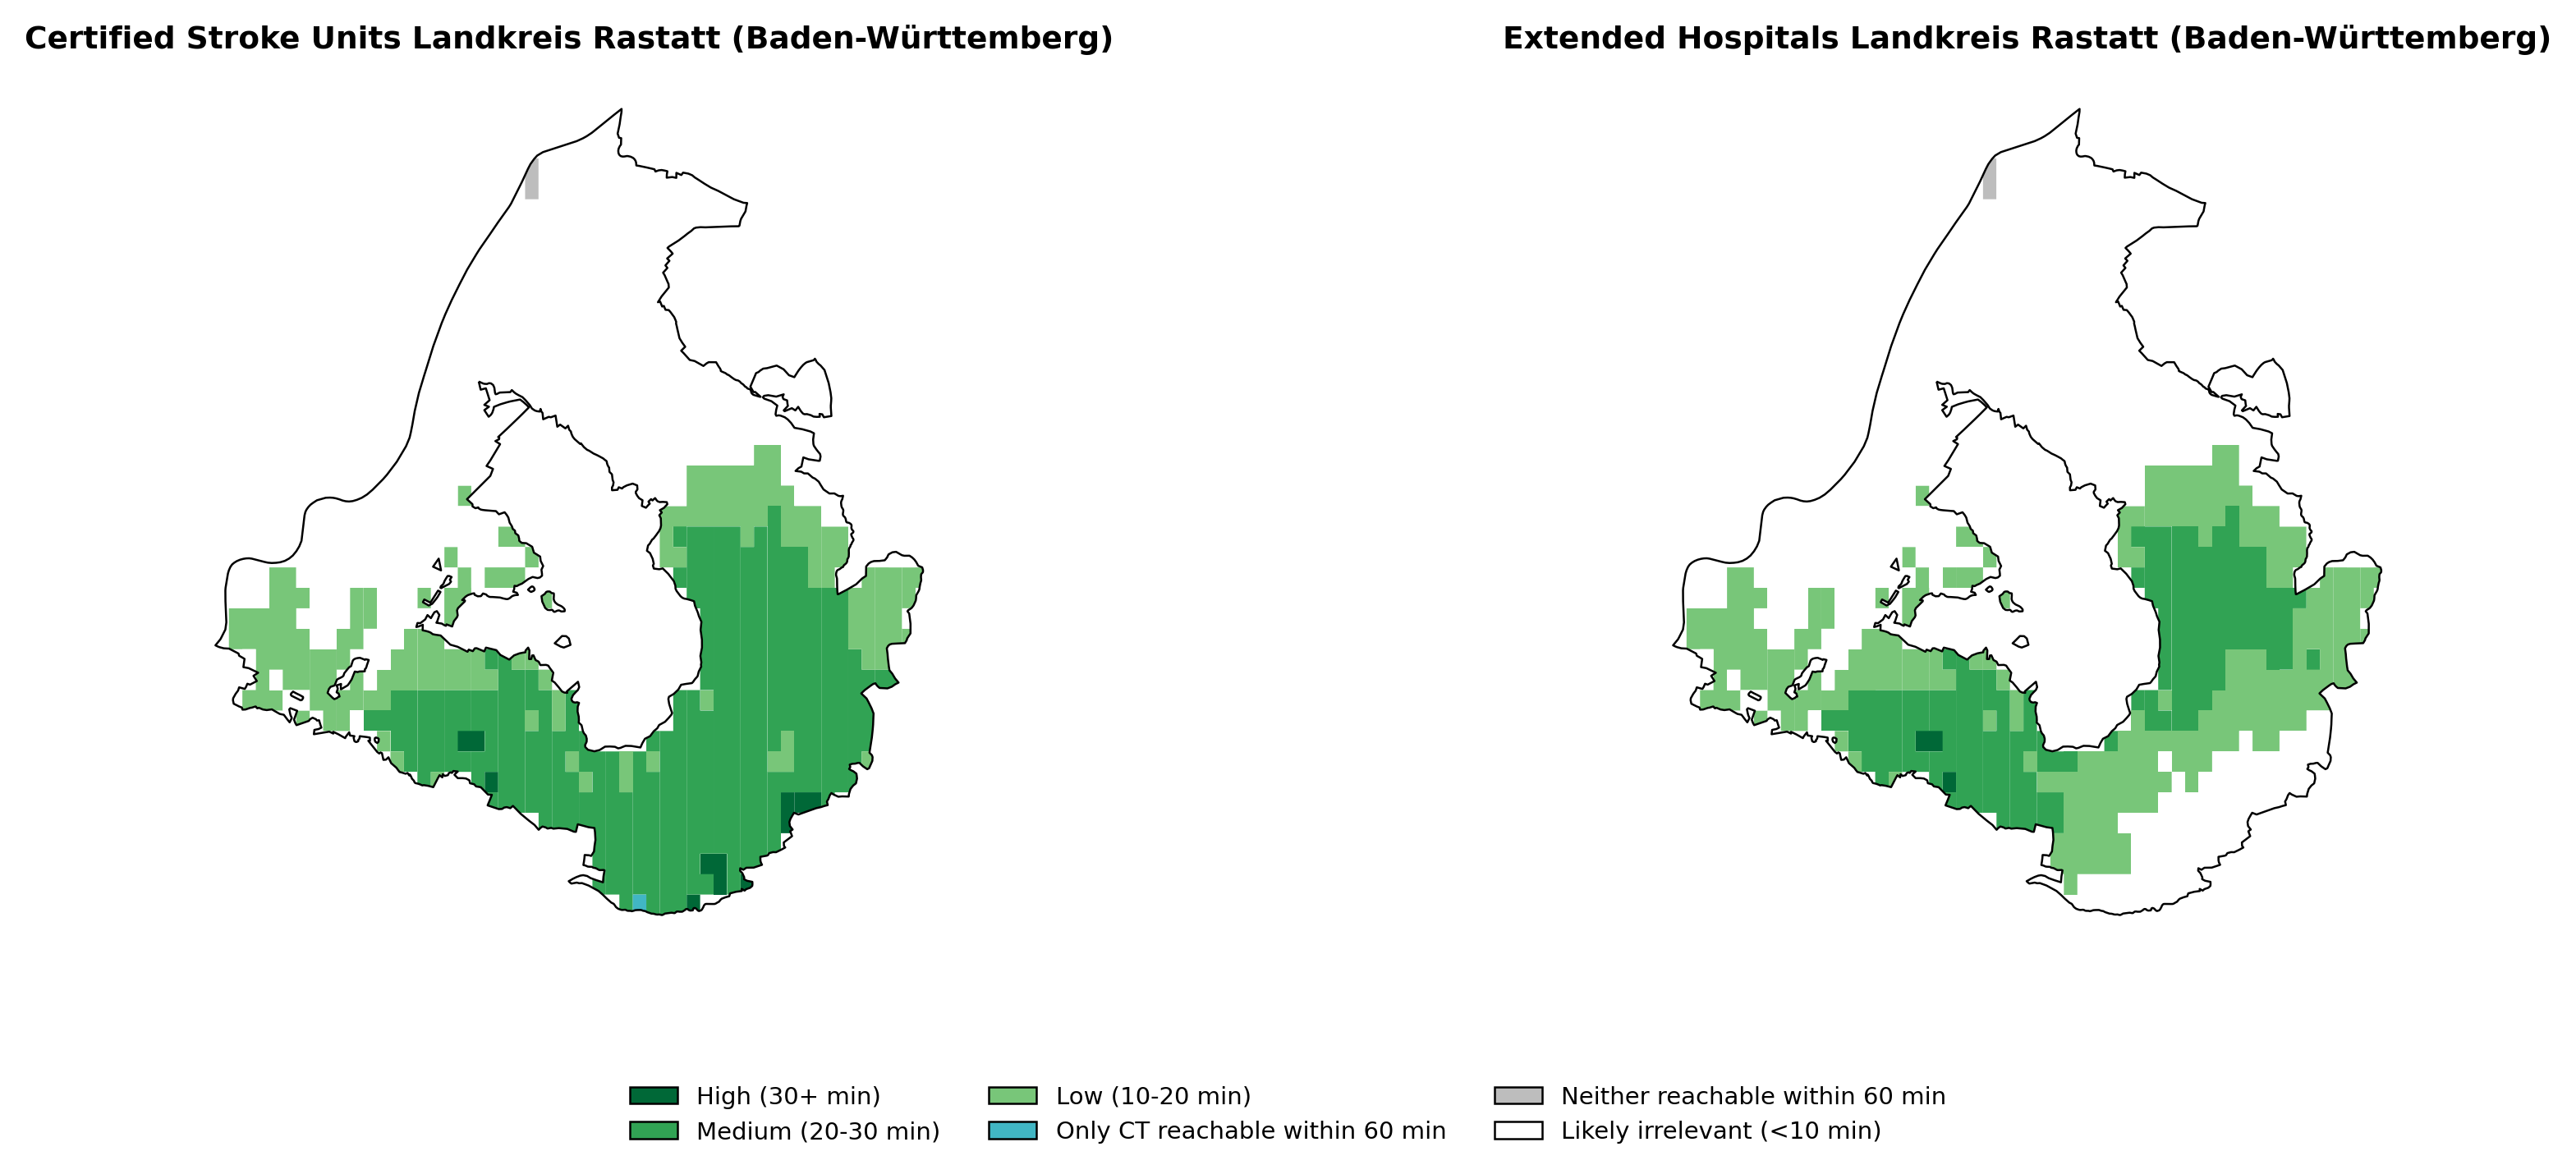 Certified Stroke Units Landkreis Rastatt (Baden-Württemberg)
Extended Hospitals Landkreis Rastatt (Baden-Württemberg)
High (30+ min)
Medium (20-30 min)
Low (10-20 min)
Only CT reachable within 60 min
Neither reachable within 60 min
Likely irrelevant (<10 min)